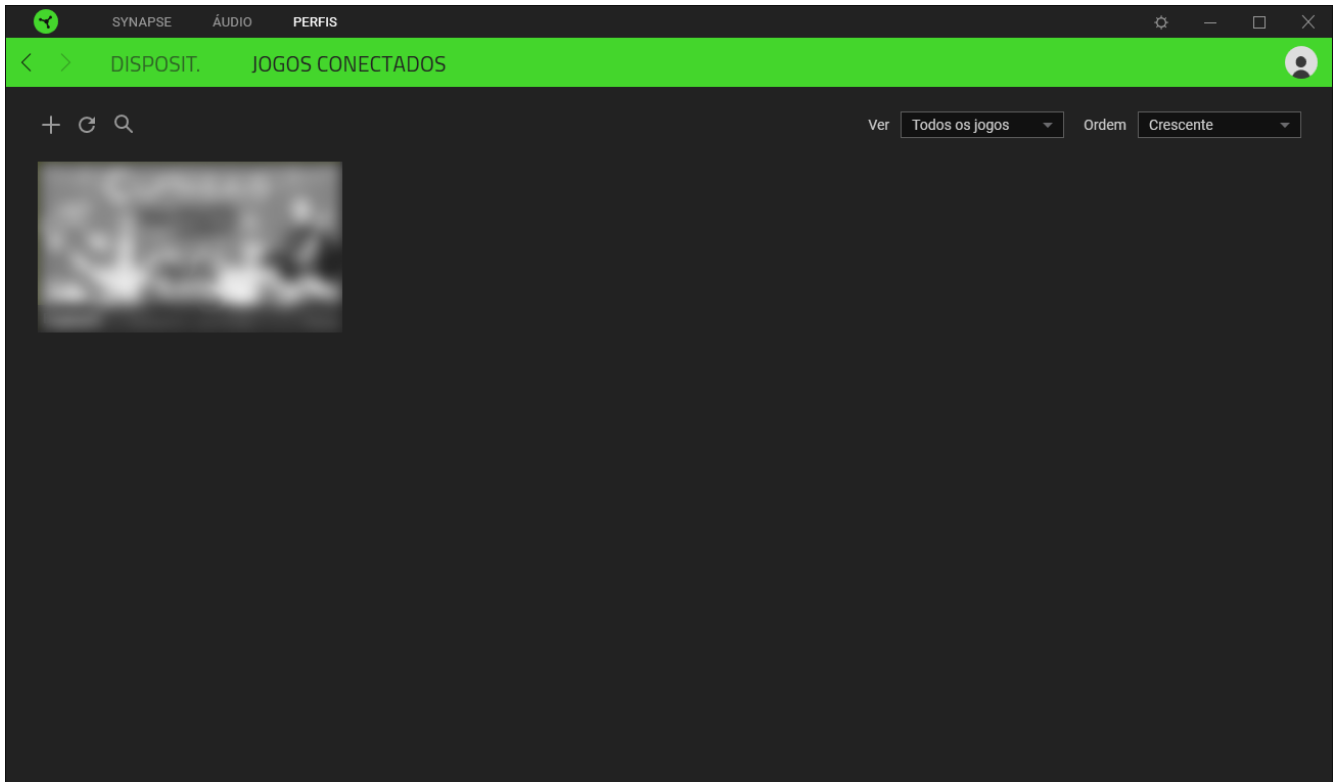 SYNAPSE ÁUDIO PERFIS
DISPOSIT. JOGOS CONECTADOS
Ver Todos os jogos Ordem Crescente